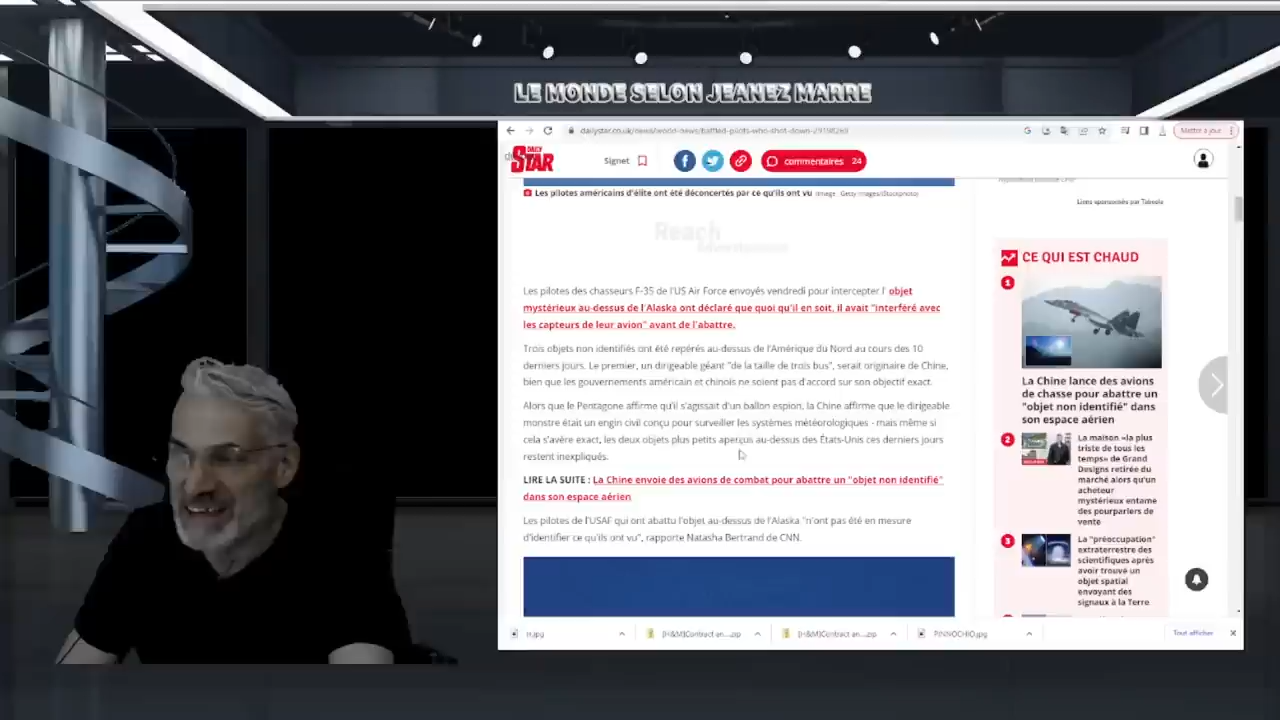 LE MONDE SELON JEANEZ MARRE
dailystar.co.uk/news/world-news/baffled-pilots-who-shot-down-29198269
Mettre à jour
DAILY STAR
Signet
commentaires 24
Les pilotes américains d'élite ont été déconcertés par ce qu'ils ont vu (Image : Getty Images/iStockphoto)
Liens sponsorisés par Taboola
Reach
CE QUI EST CHAUD
Les pilotes des chasseurs F-35 de l'US Air Force envoyés vendredi pour intercepter l' objet
mystérieux au-dessus de l'Alaska ont déclaré que quoi qu'il en soit, il avait "interféré avec
les capteurs de leur avion" avant de l'abattre.
Trois objets non identifiés ont été repérés au-dessus de l'Amérique du Nord au cours des 10
derniers jours. Le premier, un dirigeable géant "de la taille de trois bus", serait originaire de Chine,
bien que les gouvernements américain et chinois ne soient pas d'accord sur son objectif exact.
Alors que le Pentagone affirme qu'il s'agissait d'un ballon espion, la Chine affirme que le dirigeable
monstre était un engin civil conçu pour surveiller les systèmes météorologiques - mais même si
cela s'avère exact, les deux objets plus petits aperçus au-dessus des États-Unis ces derniers jours
restent inexpliqués.
LIRE LA SUITE : La Chine envoie des avions de combat pour abattre un "objet non identifié"
dans son espace aérien
Les pilotes de l'USAF qui ont abattu l'objet au-dessus de l'Alaska "n'ont pas été en mesure
d'identifier ce qu'ils ont vu", rapporte Natasha Bertrand de CNN.
1
La Chine lance des avions
de chasse pour abattre un
"objet non identifié" dans
son espace aérien
2
La maison «la plus
triste de tous les
temps» de Grand
Designs retirée du
marché alors qu'un
acheteur
mystérieux entame
des pourparlers de
vente
3
La "préoccupation"
extraterrestre des
scientifiques après
avoir trouvé un
objet spatial
envoyant des
signaux à la Terre
[H&M]Contract an....zip
[H&M]Contract an....zip
PINNOCHIO.jpg
Tout afficher